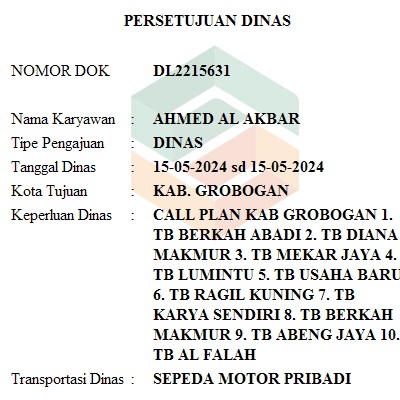 PERSETUJUAN DINAS
NOMOR DOK DL2215631
Nama Karyawan : AHMED AL AKBAR
Tipe Pengajuan : DINAS
Tanggal Dinas : 15-05-2024 sd 15-05-2024
Kota Tujuan : KAB. GROBOGAN
Keperluan Dinas : CALL PLAN KAB GROBOGAN 1.
TB BERKAH ABADI 2. TB DIANA
MAKMUR 3. TB MEKAR JAYA 4.
TB LUMINTU 5. TB USAHA BARU
6. TB RAGIL KUNING 7. TB
KARYA SENDIRI 8. TB BERKAH
MAKMUR 9. TB ABENG JAYA 10.
TB AL FALAH
Transportasi Dinas : SEPEDA MOTOR PRIBADI